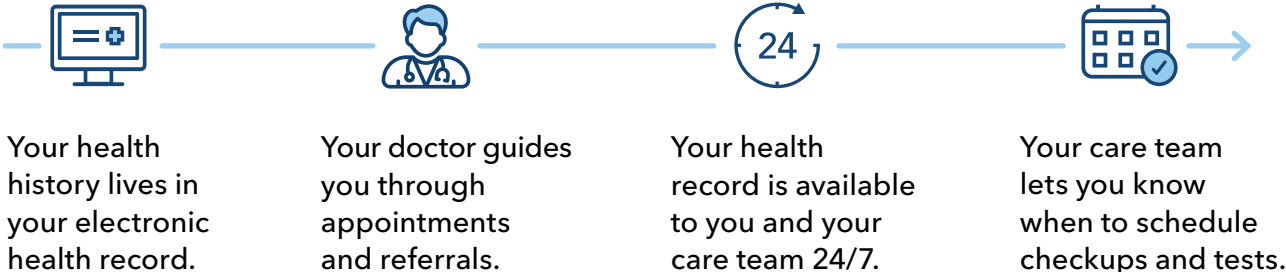 24
Your health
history lives in
your electronic
health record.
Your doctor guides
you through
appointments
and referrals.
Your health
record is available
to you and your
care team 24/7.
Your care team
lets you know
when to schedule
checkups and tests.